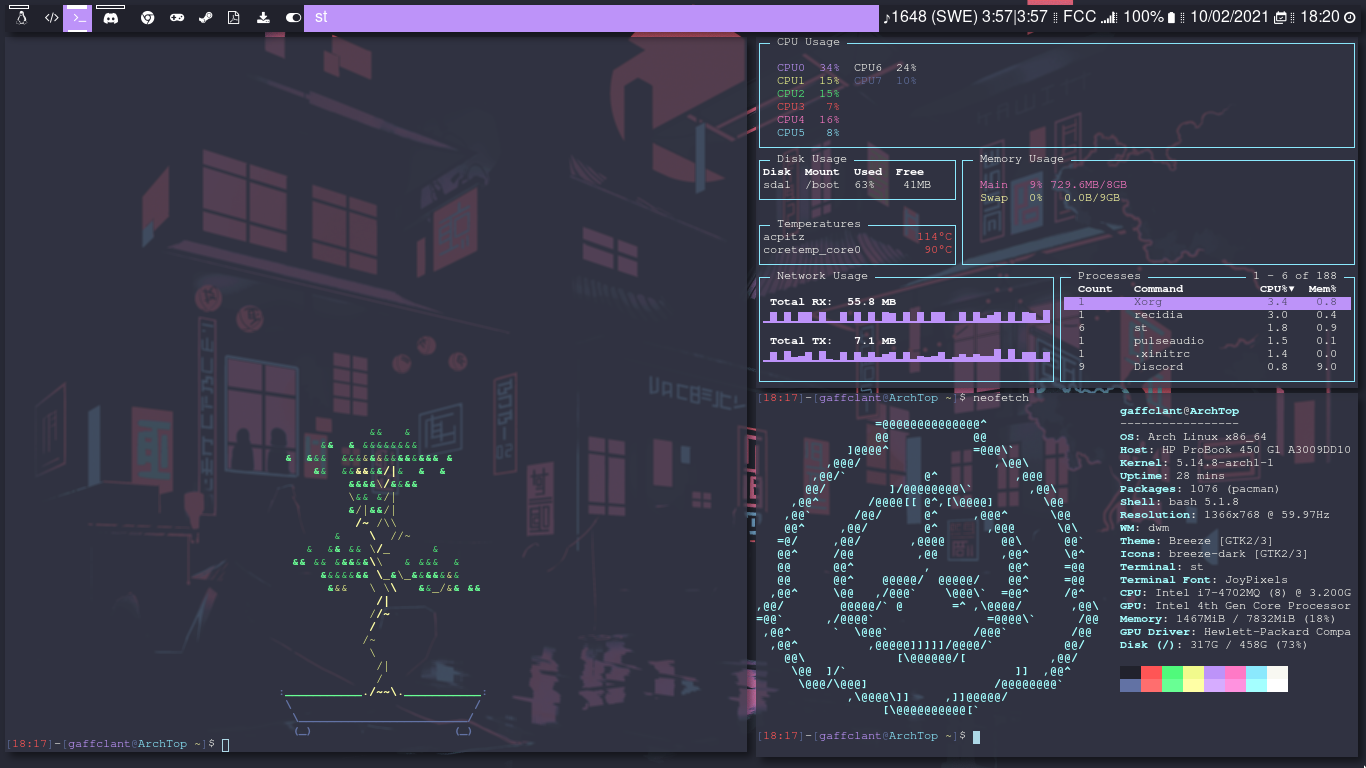 st
♪1648 (SWE) 3:57|3:57 FCC 100% 10/02/2021 18:20
[18:17]-[gaffclant@ArchTop ~]$
CPU Usage
CPU0 34% CPU6 24%
CPU1 15% CPU7 10%
CPU2 15%
CPU3 7%
CPU4 16%
CPU5 8%
Disk Usage
Disk Mount Used Free
sda1 /boot 63% 41MB
Memory Usage
Main 9% 729.6MB/8GB
Swap 0% 0.0B/9GB
Temperatures
acpitz 114°C
coretemp_core0 90°C
Network Usage
Total RX: 55.8 MB
Total TX: 7.1 MB
Processes 1 - 6 of 188
Count Command CPU%▼ Mem%
1 Xorg 3.4 0.8
1 recidia 3.0 0.4
6 st 1.8 0.9
1 pulseaudio 1.5 0.1
1 .xinitrc 1.4 0.0
9 Discord 0.8 9.0
[18:17]-[gaffclant@ArchTop ~]$ neofetch
gaffclant@ArchTop
-----------------
OS: Arch Linux x86_64
Host: HP ProBook 450 G1 A3009DD10
Kernel: 5.14.8-arch1-1
Uptime: 28 mins
Packages: 1076 (pacman)
Shell: bash 5.1.8
Resolution: 1366x768 @ 59.97Hz
WM: dwm
Theme: Breeze [GTK2/3]
Icons: breeze-dark [GTK2/3]
Terminal: st
Terminal Font: JoyPixels
CPU: Intel i7-4702MQ (8) @ 3.200G
GPU: Intel 4th Gen Core Processor
Memory: 1467MiB / 7832MiB (18%)
GPU Driver: Hewlett-Packard Compa
Disk (/): 317G / 458G (73%)
[18:17]-[gaffclant@ArchTop ~]$